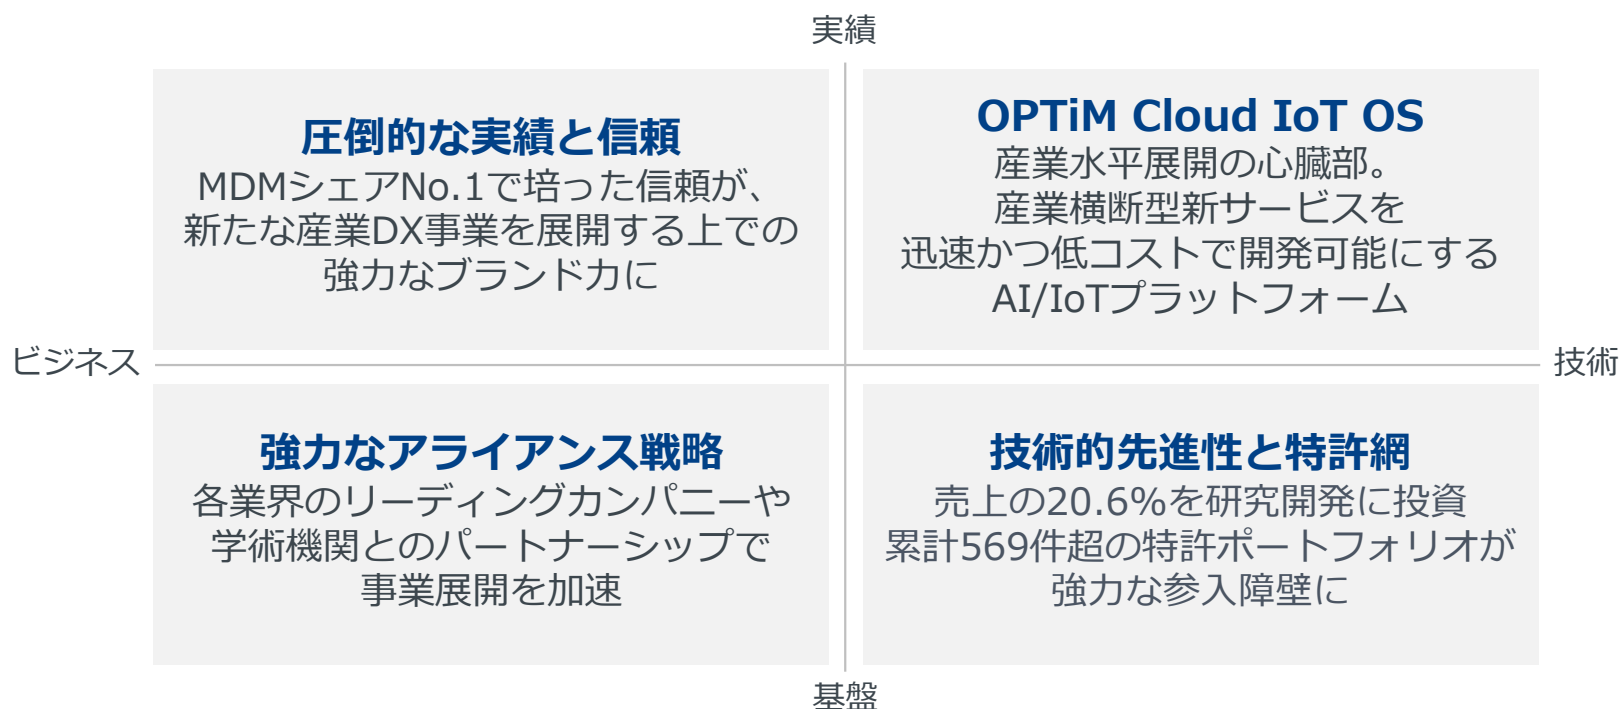 実績
圧倒的な実績と信頼
MDMシェアNo.1で培った信頼が、
新たな産業DX事業を展開する上での
強力なブランド力に
OPTiM Cloud IoT OS
産業水平展開の心臓部。
産業横断型新サービスを
迅速かつ低コストで開発可能にする
AI/IoTプラットフォーム
ビジネス
技術
強力なアライアンス戦略
各業界のリーディングカンパニーや
学術機関とのパートナーシップで
事業展開を加速
技術的先進性と特許網
売上の20.6%を研究開発に投資
累計569件超の特許ポートフォリオが
強力な参入障壁に
基盤